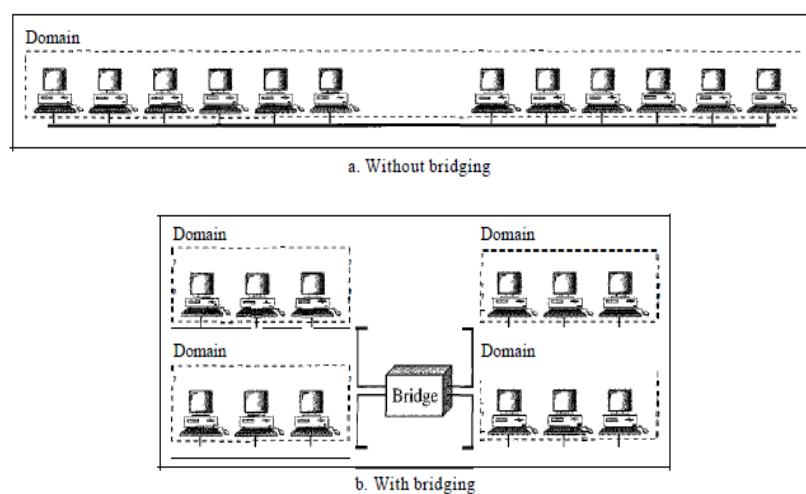 Domain
a. Without bridging
Domain
Domain
Domain
Domain
Bridge
b. With bridging